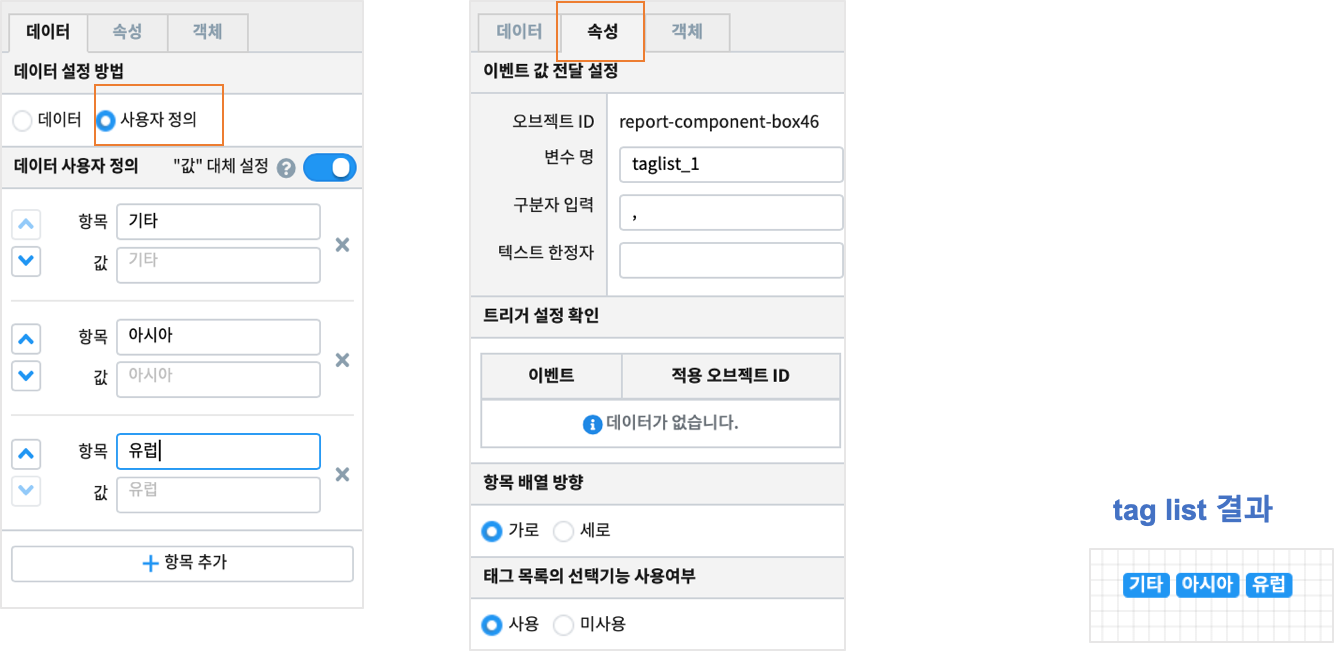 데이터 속성 객체
데이터 설정 방법
데이터 사용자 정의
데이터 사용자 정의 "값" 대체 설정 ?
항목 기타
값 기타
항목 아시아
값 아시아
항목 유럽
값 유럽
+ 항목 추가
데이터 속성 객체
이벤트 값 전달 설정
오브젝트 ID report-component-box46
변수 명 taglist_1
구분자 입력 ,
텍스트 한정자
트리거 설정 확인
이벤트 적용 오브젝트 ID
데이터가 없습니다.
항목 배열 방향
가로 세로
태그 목록의 선택기능 사용여부
사용 미사용
tag list 결과
기타 아시아 유럽